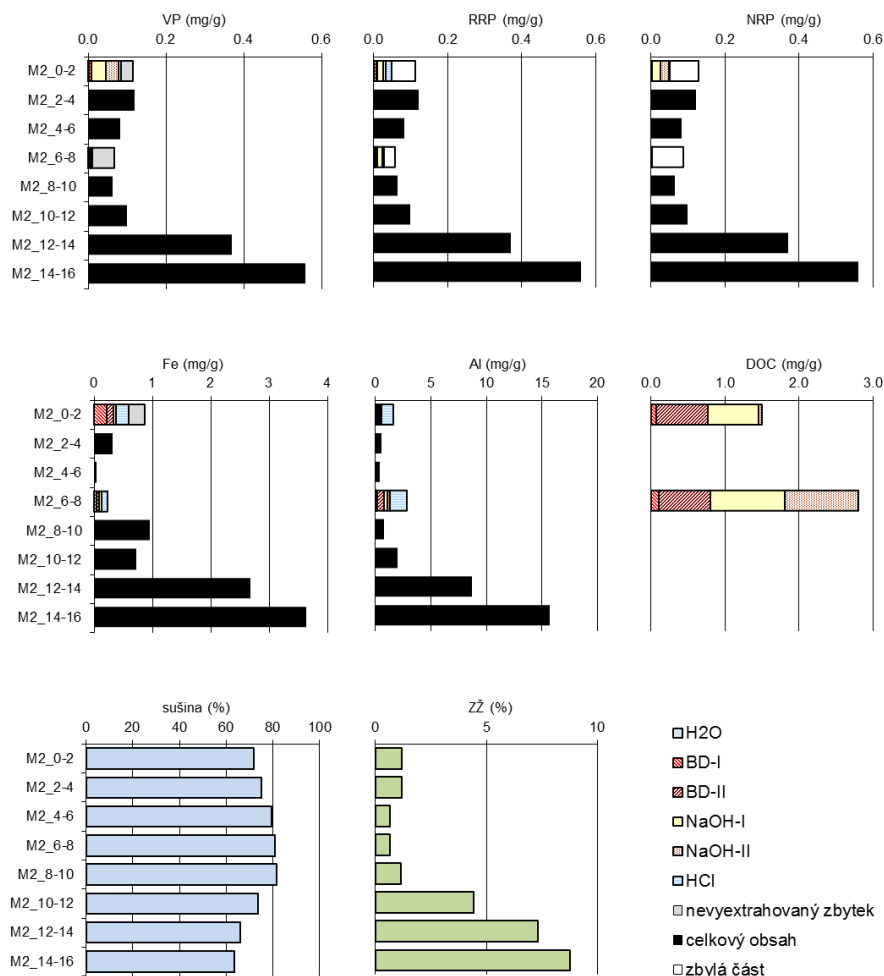 VP (mg/g)
0.0 0.2 0.4 0.6
M2_0-2
M2_2-4
M2_4-6
M2_6-8
M2_8-10
M2_10-12
M2_12-14
M2_14-16
RRP (mg/g)
0.0 0.2 0.4 0.6
NRP (mg/g)
0.0 0.2 0.4 0.6
Fe (mg/g)
0 1 2 3 4
M2_0-2
M2_2-4
M2_4-6
M2_6-8
M2_8-10
M2_10-12
M2_12-14
M2_14-16
Al (mg/g)
0 5 10 15 20
DOC (mg/g)
0.0 1.0 2.0 3.0
sušina (%)
0 20 40 60 80 100
M2_0-2
M2_2-4
M2_4-6
M2_6-8
M2_8-10
M2_10-12
M2_12-14
M2_14-16
ZŽ (%)
0 5 10
H2O
BD-I
BD-II
NaOH-I
NaOH-II
HCl
nevyextrahovaný zbytek
celkový obsah
zbylá část